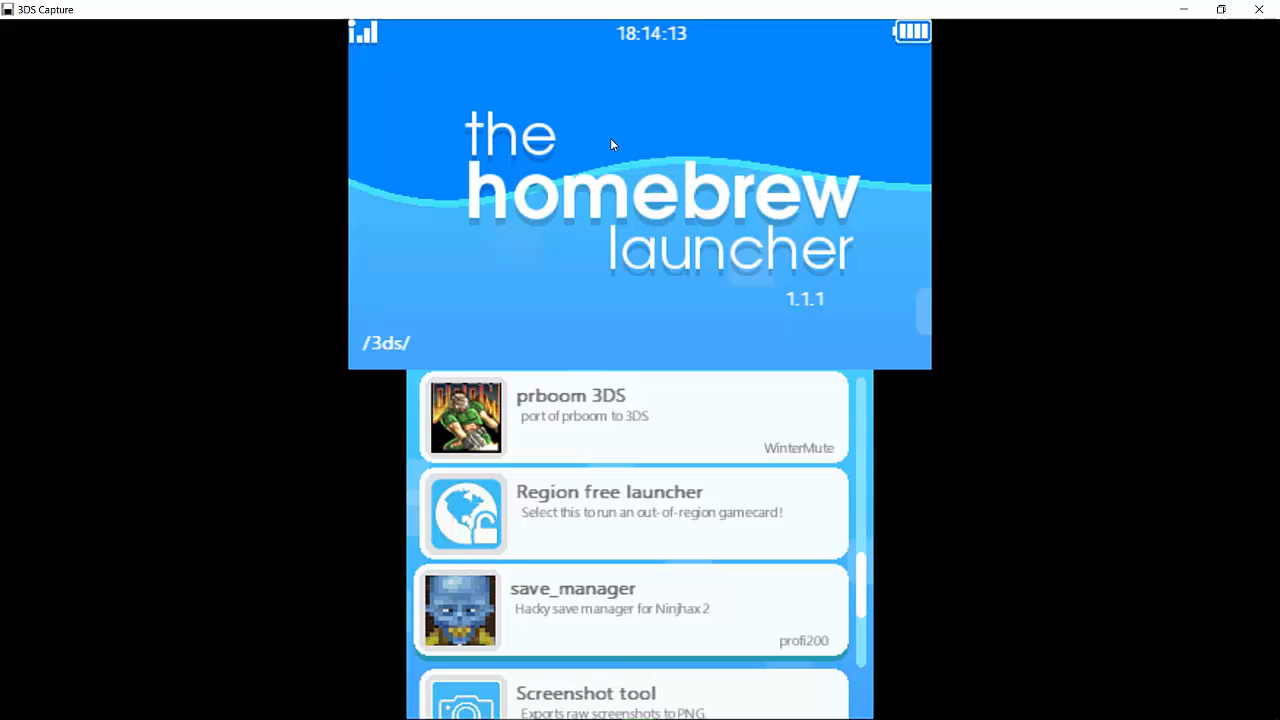 3DS Capture
18:14:13
the
homebrew
launcher
1.1.1
/3ds/
DOOM
prboom 3DS
port of prboom to 3DS
WinterMute
Region free launcher
Select this to run an out-of-region gamecard!
save_manager
Hacky save manager for Ninjhax 2
profi200
Screenshot tool
Exports raw screenshots to PNG.